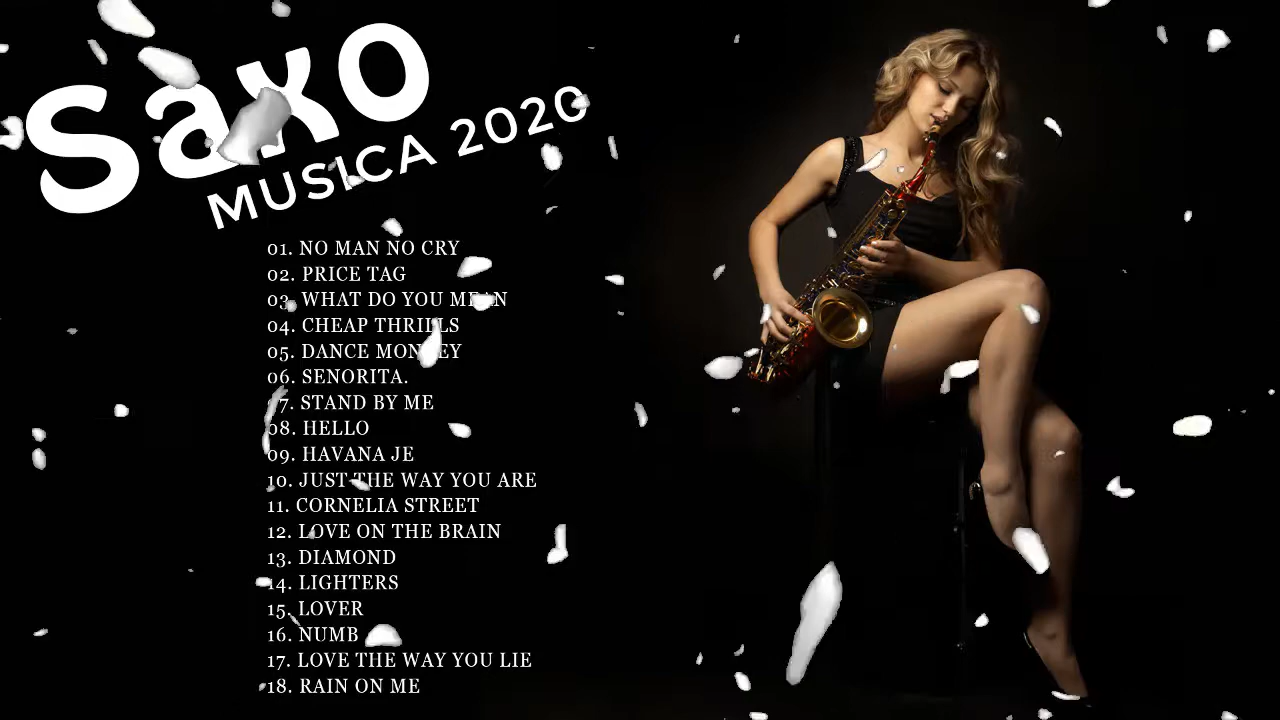 Saxo
MUSICA 2020
01. NO MAN NO CRY
02. PRICE TAG
03. WHAT DO YOU MEAN
04. CHEAP THRILLS
05. DANCE MONKEY
06. SENORITA.
07. STAND BY ME
08. HELLO
09. HAVANA JE
10. JUST THE WAY YOU ARE
11. CORNELIA STREET
12. LOVE ON THE BRAIN
13. DIAMOND
14. LIGHTERS
15. LOVER
16. NUMB
17. LOVE THE WAY YOU LIE
18. RAIN ON ME